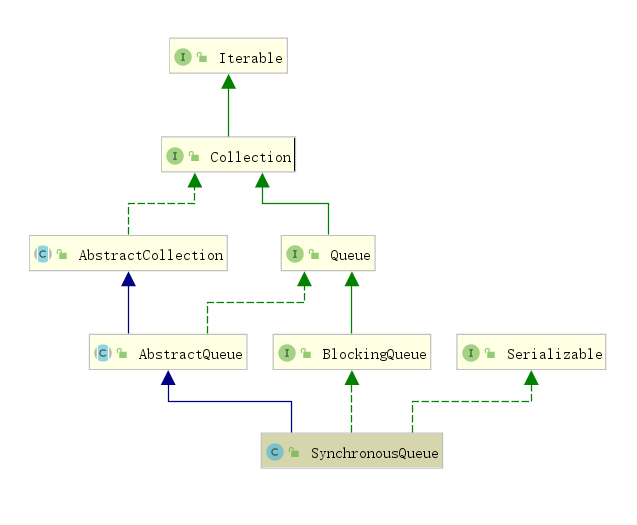 I Iterable
I Collection
C AbstractCollection
I Queue
C AbstractQueue
I BlockingQueue
I Serializable
C SynchronousQueue